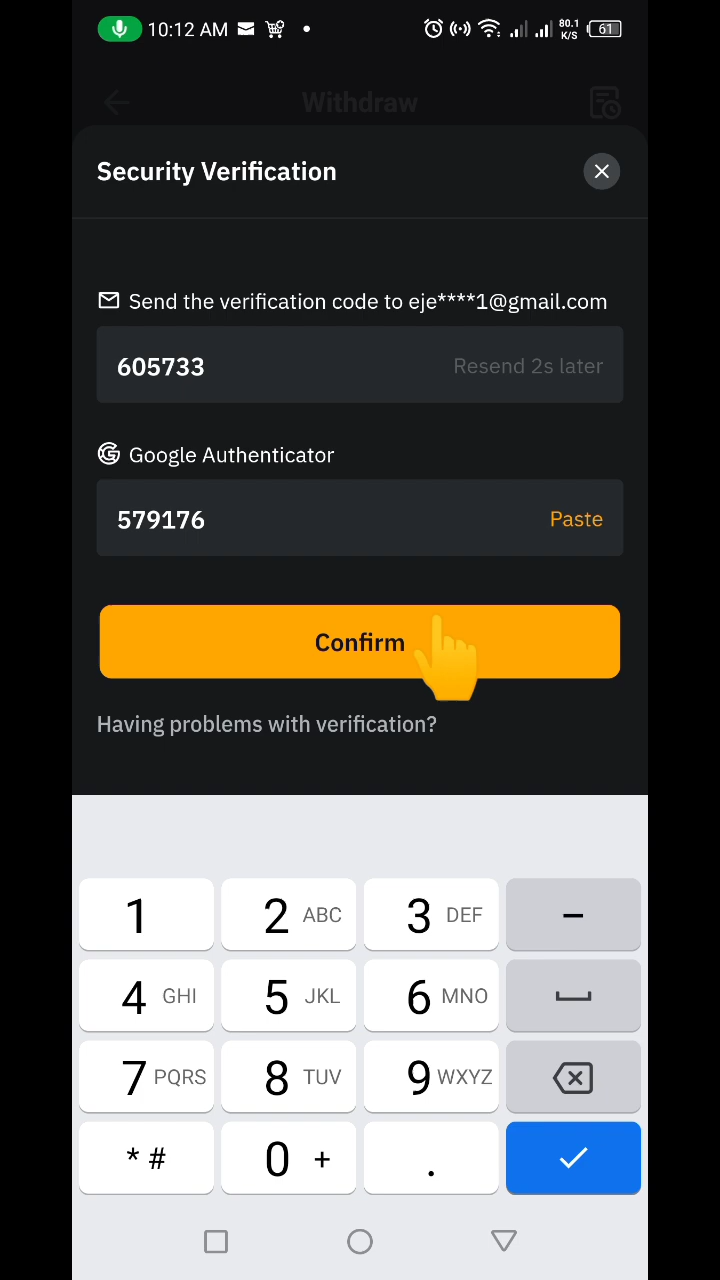 10:12 AM
80.1
K/S
61
Withdraw
Security Verification
Send the verification code to eje****1@gmail.com
605733
Resend 2s later
Google Authenticator
579176
Paste
Confirm
Having problems with verification?
1
2 ABC
3 DEF
–
4 GHI
5 JKL
6 MNO
7 PQRS
8 TUV
9 WXYZ
* #
0 +
.